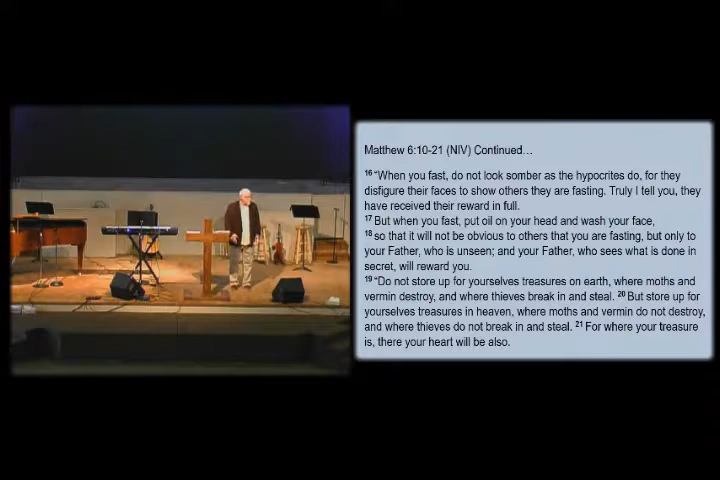 Matthew 6:10-21 (NIV) Continued…
16 “When you fast, do not look somber as the hypocrites do, for they
disfigure their faces to show others they are fasting. Truly I tell you, they
have received their reward in full.
17 But when you fast, put oil on your head and wash your face,
18 so that it will not be obvious to others that you are fasting, but only to
your Father, who is unseen; and your Father, who sees what is done in
secret, will reward you.
19 “Do not store up for yourselves treasures on earth, where moths and
vermin destroy, and where thieves break in and steal. 20 But store up for
yourselves treasures in heaven, where moths and vermin do not destroy,
and where thieves do not break in and steal. 21 For where your treasure
is, there your heart will be also.